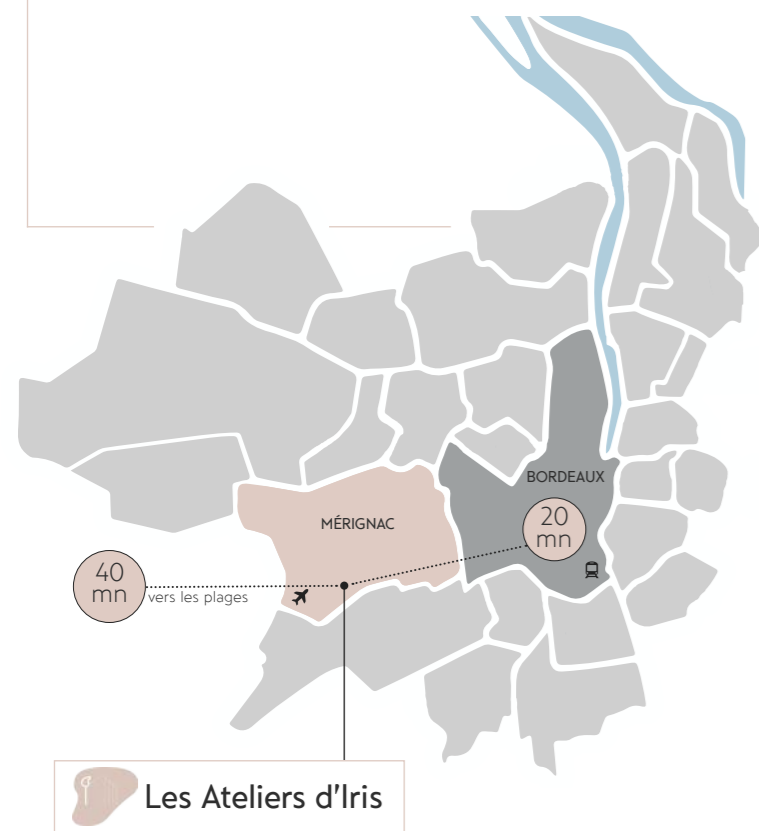 BORDEAUX
20
mn
MÉRIGNAC
40
mn
vers les plages
Les Ateliers d'Iris